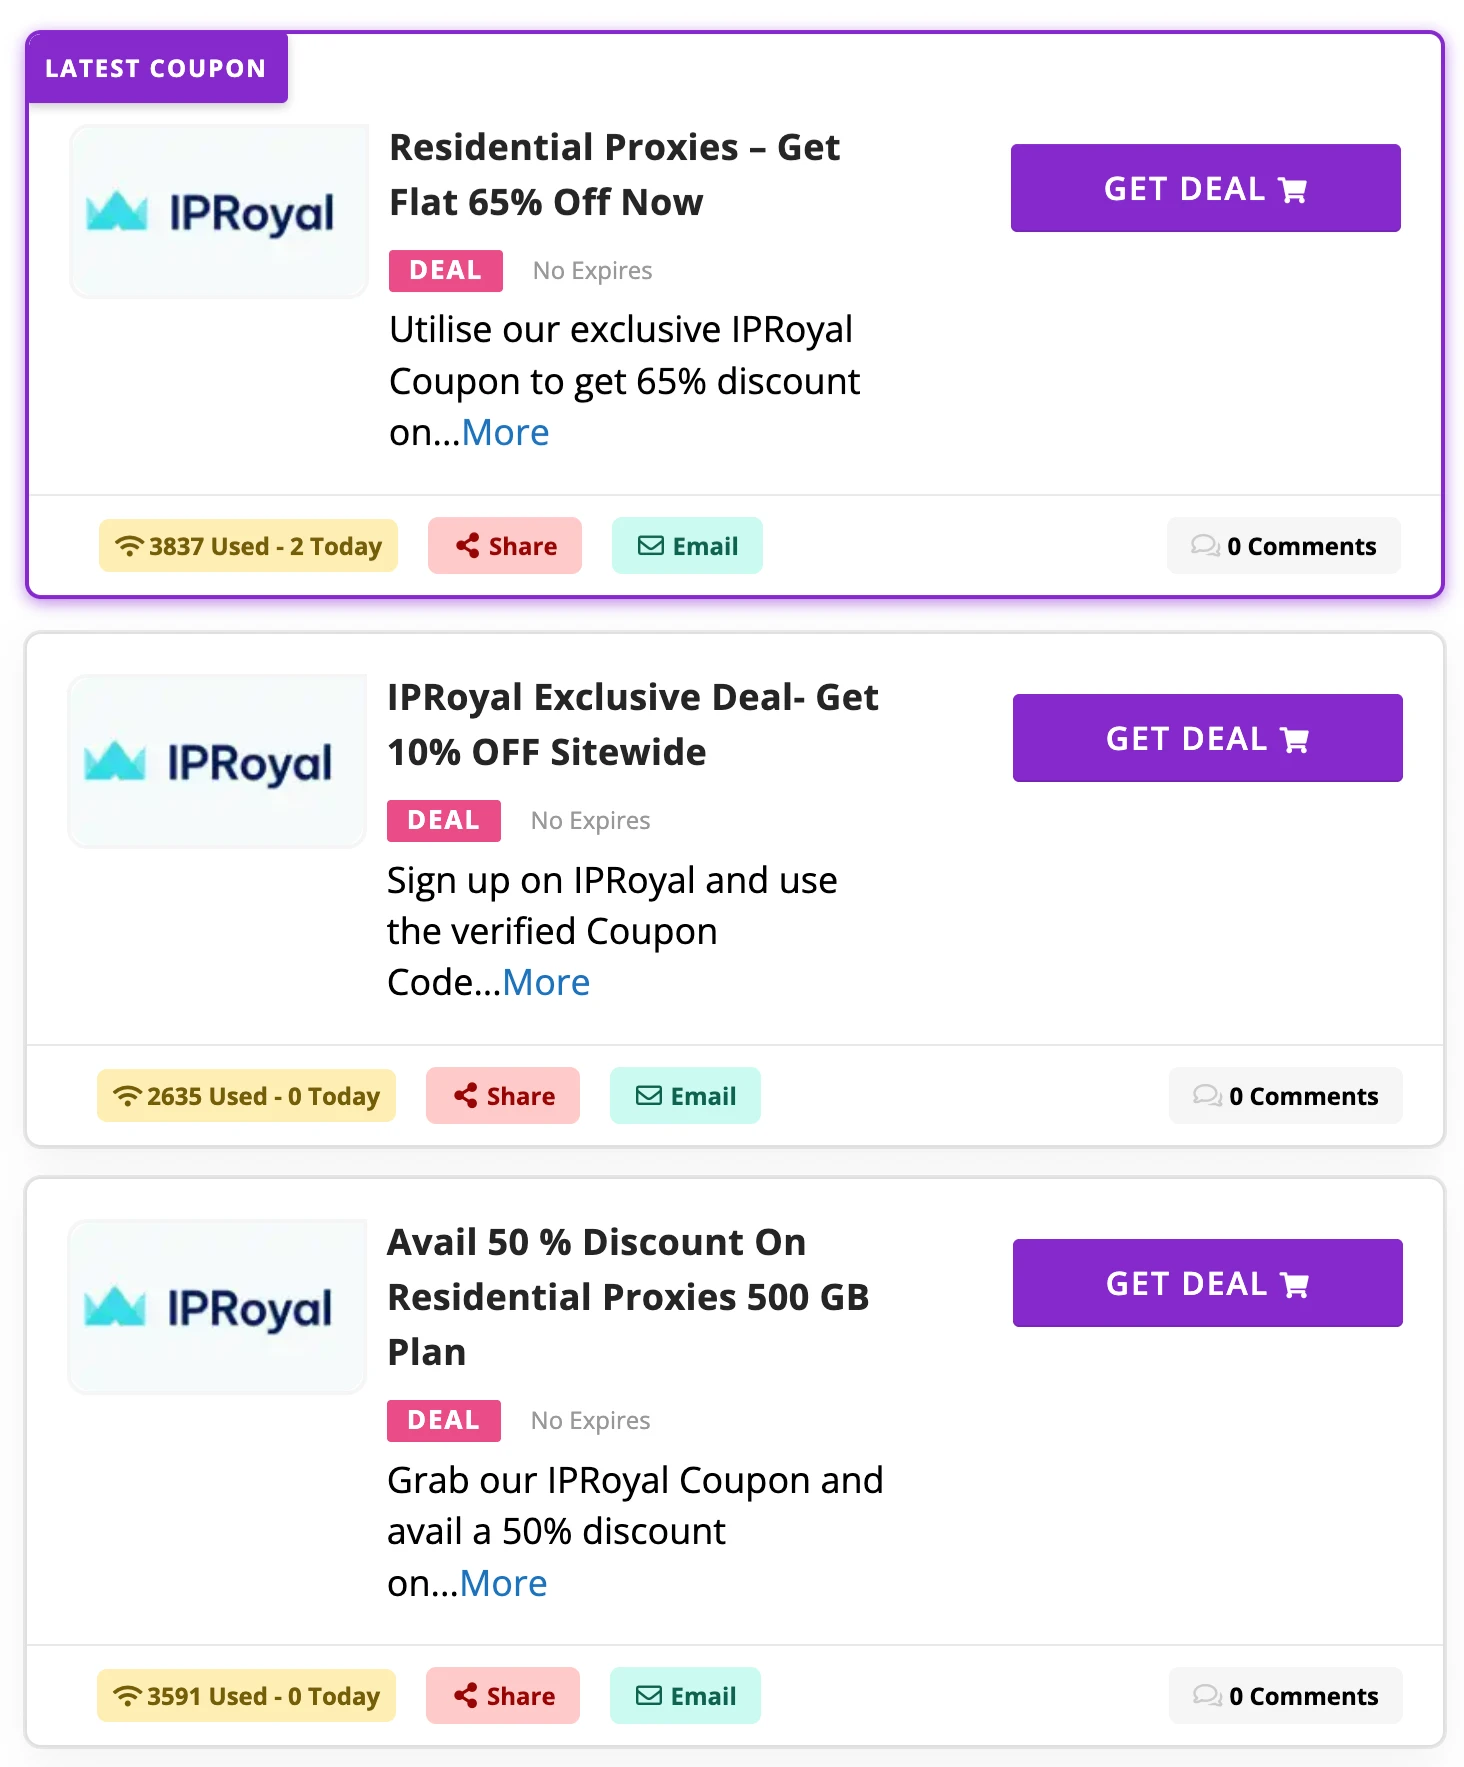 LATEST COUPON
IPRoyal
Residential Proxies – Get
Flat 65% Off Now
GET DEAL
DEAL No Expires
Utilise our exclusive IPRoyal
Coupon to get 65% discount
on...More
3837 Used - 2 Today Share Email 0 Comments
IPRoyal
IPRoyal Exclusive Deal- Get
10% OFF Sitewide
GET DEAL
DEAL No Expires
Sign up on IPRoyal and use
the verified Coupon
Code...More
2635 Used - 0 Today Share Email 0 Comments
IPRoyal
Avail 50 % Discount On
Residential Proxies 500 GB
Plan
GET DEAL
DEAL No Expires
Grab our IPRoyal Coupon and
avail a 50% discount
on...More
3591 Used - 0 Today Share Email 0 Comments